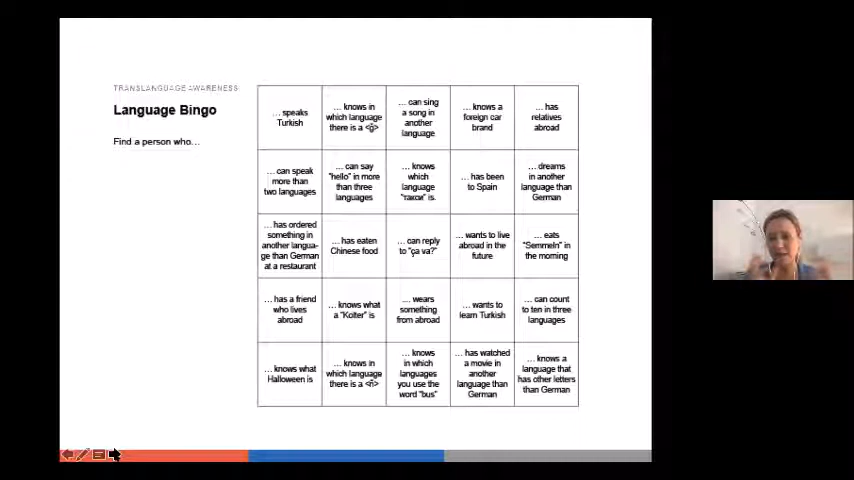 TRANSLANGUAGE AWARENESS
Language Bingo
Find a person who…
… speaks
Turkish
… knows in
which language
there is a <ğ>
… can sing
a song in
another
language
… knows a
foreign car
brand
… has
relatives
abroad
… can speak
more than
two languages
… can say
"hello" in more
than three
languages
… knows
which
language
"такси" is.
… has been
to Spain
… dreams
in another
language than
German
… has ordered
something in
another langua-
ge than German
at a restaurant
… has eaten
Chinese food
… can reply
to "ça va?"
… wants to live
abroad in the
future
… eats
"Semmeln" in
the morning
… has a friend
who lives
abroad
… knows what
a "Kolter" is
… wears
something
from abroad
… wants to
learn Turkish
… can count
to ten in three
languages
… knows what
Halloween is
… knows in
which language
there is a <ñ>
… knows
in which
languages
you use the
word "bus"
… has watched
a movie in
another
language than
German
… knows a
language that
has other letters
than German